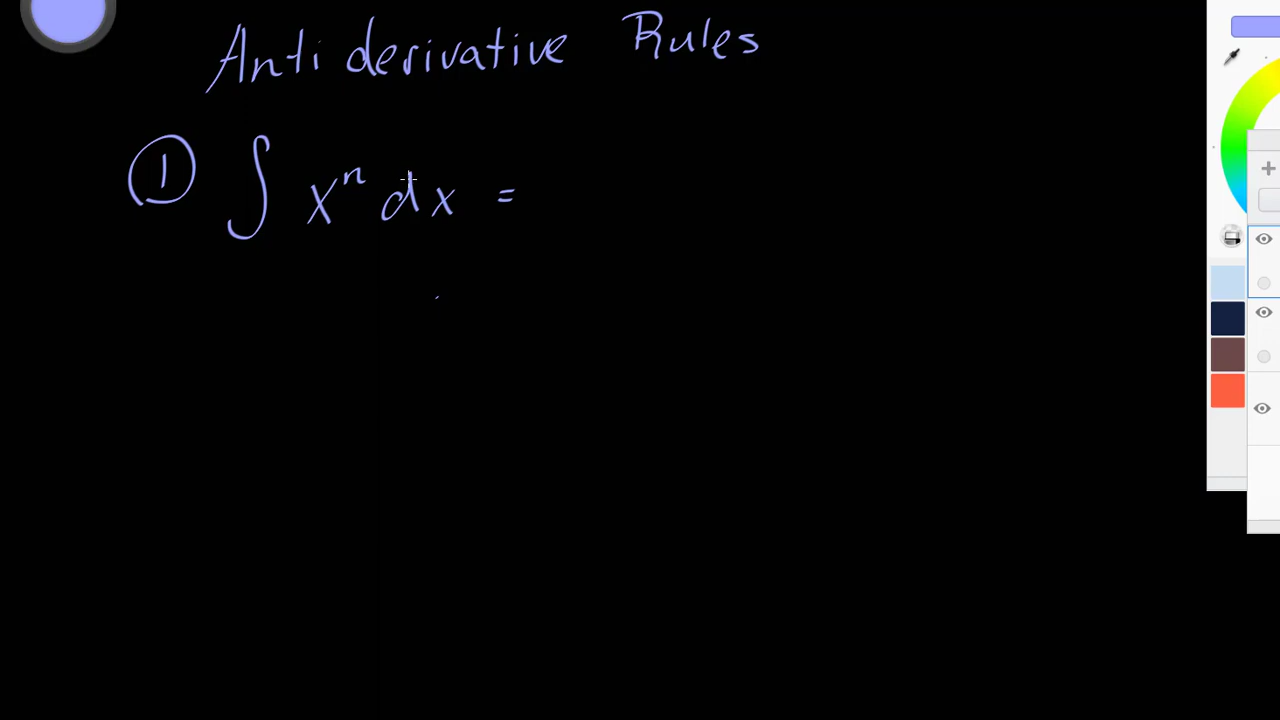 Antiderivative Rules
① ∫ xⁿ dx =